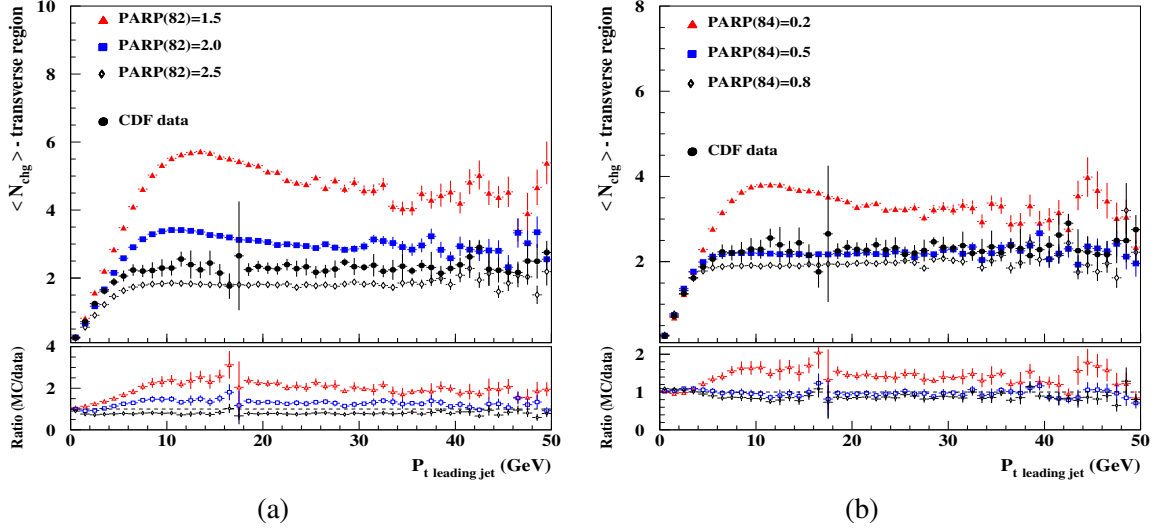 < N_chg > - transverse region
10
8
6
4
2
PARP(82)=1.5
PARP(82)=2.0
PARP(82)=2.5
CDF data
Ratio (MC/data)
4
2
0
0 10 20 30 40 50
P_t leading jet (GeV)
(a)
< N_chg > - transverse region
8
6
4
2
PARP(84)=0.2
PARP(84)=0.5
PARP(84)=0.8
CDF data
Ratio (MC/data)
2
1
0
0 10 20 30 40 50
P_t leading jet (GeV)
(b)